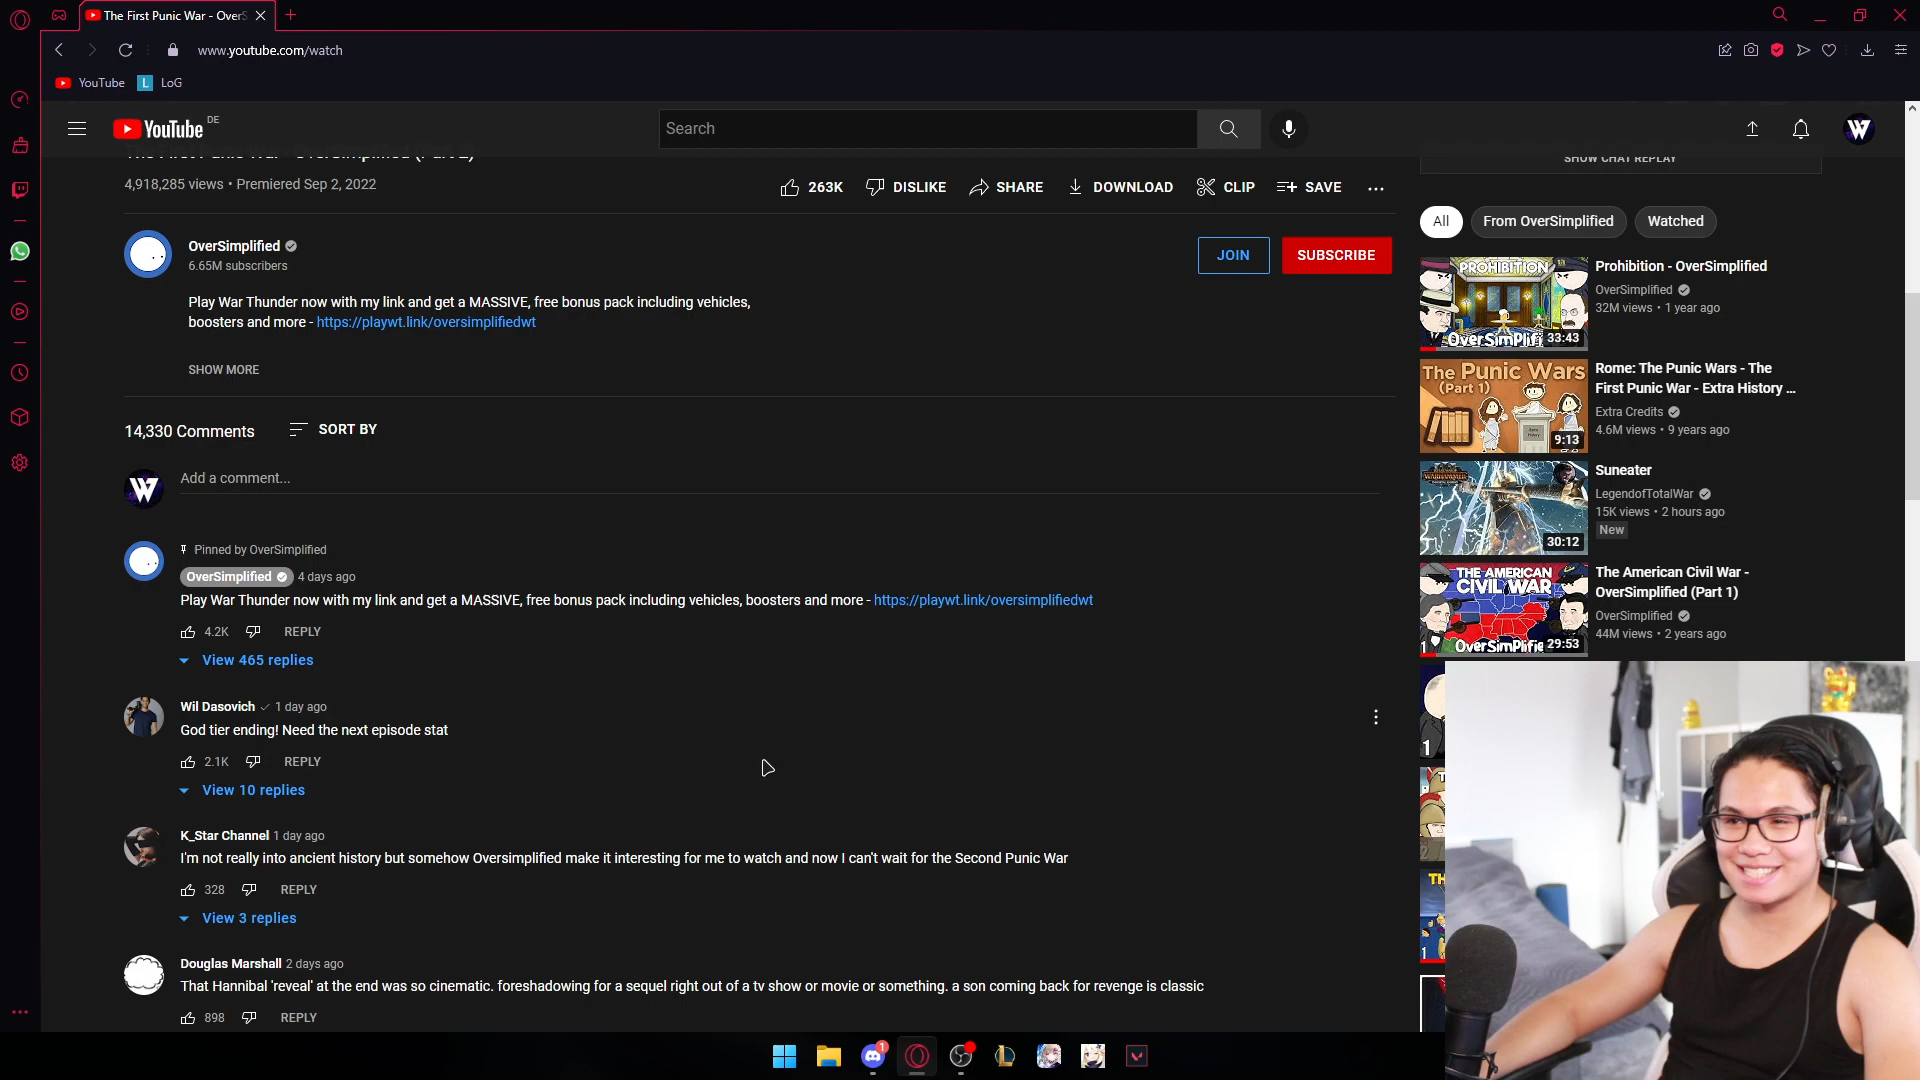 The First Punic War - OverS
www.youtube.com/watch
YouTube
L LoG
YouTube DE
Search
W
The First Punic War - OverSimplified (Part 2)
4,918,285 views • Premiered Sep 2, 2022
263K
DISLIKE
SHARE
DOWNLOAD
CLIP
SAVE
OverSimplified
6.65M subscribers
JOIN
SUBSCRIBE
Play War Thunder now with my link and get a MASSIVE, free bonus pack including vehicles,
boosters and more - https://playwt.link/oversimplifiedwt
SHOW MORE
14,330 Comments
SORT BY
W
Add a comment...
Pinned by OverSimplified
OverSimplified 4 days ago
Play War Thunder now with my link and get a MASSIVE, free bonus pack including vehicles, boosters and more - https://playwt.link/oversimplifiedwt
4.2K REPLY
View 465 replies
Wil Dasovich 1 day ago
God tier ending! Need the next episode stat
2.1K REPLY
View 10 replies
K_Star Channel 1 day ago
I'm not really into ancient history but somehow Oversimplified make it interesting for me to watch and now I can't wait for the Second Punic War
328 REPLY
View 3 replies
Douglas Marshall 2 days ago
That Hannibal 'reveal' at the end was so cinematic. foreshadowing for a sequel right out of a tv show or movie or something. a son coming back for revenge is classic
898 REPLY
SHOW CHAT REPLAY
All
From OverSimplified
Watched
PROHIBITION
OverSimplifi
33:43
Prohibition - OverSimplified
OverSimplified
32M views • 1 year ago
The Punic Wars
(Part 1)
9:13
Rome: The Punic Wars - The
First Punic War - Extra History ...
Extra Credits
4.6M views • 9 years ago
WARHAMMER
30:12
Suneater
LegendofTotalWar
15K views • 2 hours ago
New
THE AMERICAN
CIVIL WAR
1
OverSimplifie
29:53
The American Civil War -
OverSimplified (Part 1)
OverSimplified
44M views • 2 years ago
1
2
TH
1
1